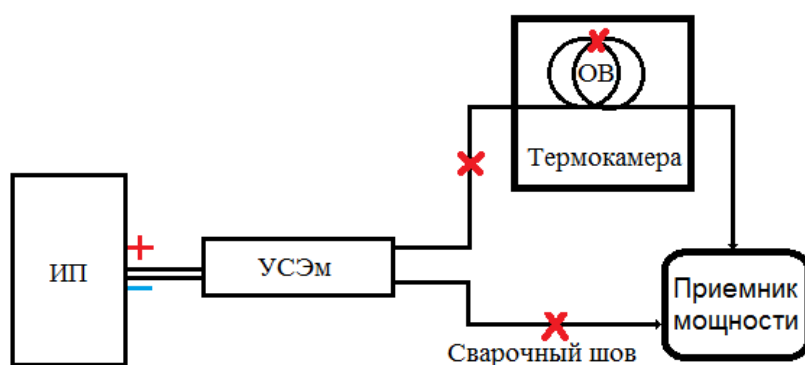 ОВ
Термокамера
+
ИП
УСЭм
−
Приемник
мощности
Сварочный шов